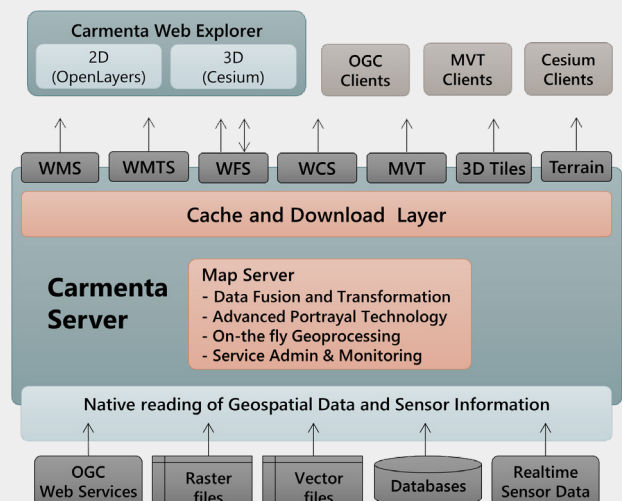 Carmenta Web Explorer
2D
(OpenLayers)
3D
(Cesium)
OGC
Clients
MVT
Clients
Cesium
Clients
WMS
WMTS
WFS
WCS
MVT
3D Tiles
Terrain
Cache and Download Layer
Carmenta
Server
Map Server
- Data Fusion and Transformation
- Advanced Portrayal Technology
- On-the fly Geoprocessing
- Service Admin & Monitoring
Native reading of Geospatial Data and Sensor Information
OGC
Web Services
Raster
files
Vector
files
Databases
Realtime
Sensor Data